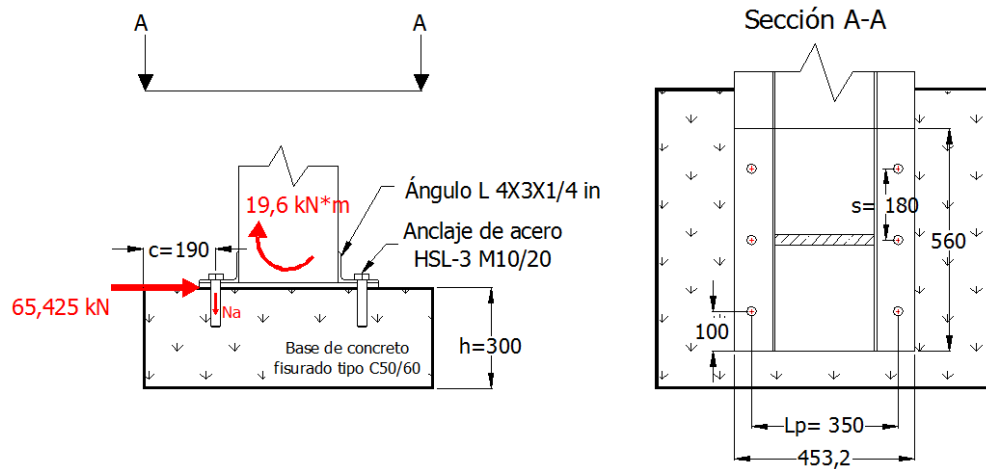 A
A
19,6 kN*m
Ángulo L 4X3X1/4 in
c=190
Anclaje de acero
HSL-3 M10/20
65,425 kN
Na
Base de concreto
fisurado tipo C50/60
h=300
Sección A-A
s= 180
560
100
Lp= 350
453,2